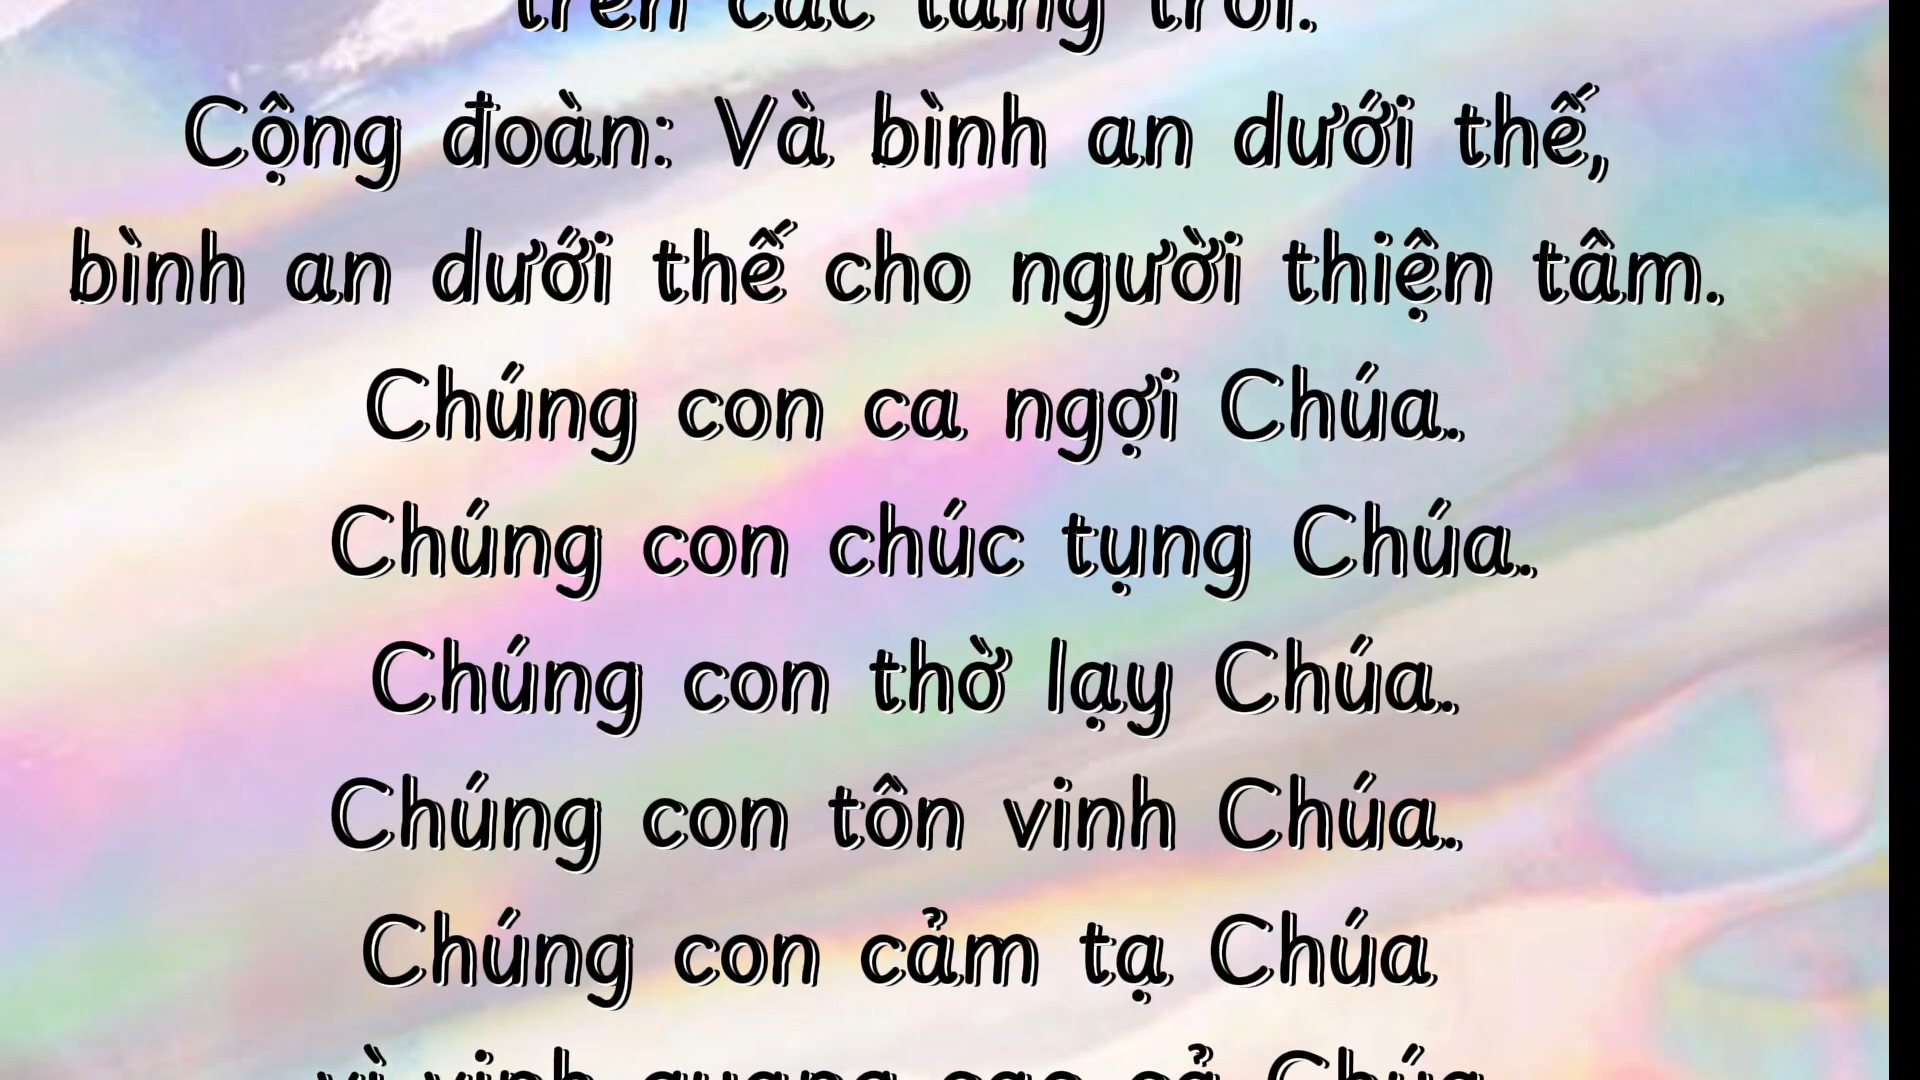 trên các tầng trời.
Cộng đoàn: Và bình an dưới thế,
bình an dưới thế cho người thiện tâm.
Chúng con ca ngợi Chúa.
Chúng con chúc tụng Chúa.
Chúng con thờ lạy Chúa.
Chúng con tôn vinh Chúa.
Chúng con cảm tạ Chúa
vì vinh quang cao cả Chúa